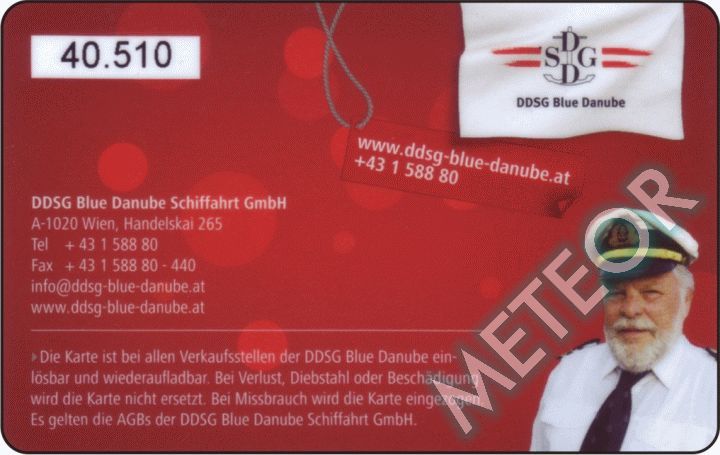 40.510
DDSG
DDSG Blue Danube
www.ddsg-blue-danube.at
+43 1 588 80
DDSG Blue Danube Schiffahrt GmbH
A-1020 Wien, Handelskai 265
Tel + 43 1 588 80
Fax + 43 1 588 80 - 440
info@ddsg-blue-danube.at
www.ddsg-blue-danube.at
Die Karte ist bei allen Verkaufsstellen der DDSG Blue Danube ein-
lösbar und wiederaufladbar. Bei Verlust, Diebstahl oder Beschädigung
wird die Karte nicht ersetzt. Bei Missbrauch wird die Karte eingezogen.
Es gelten die AGBs der DDSG Blue Danube Schiffahrt GmbH.
METEOR